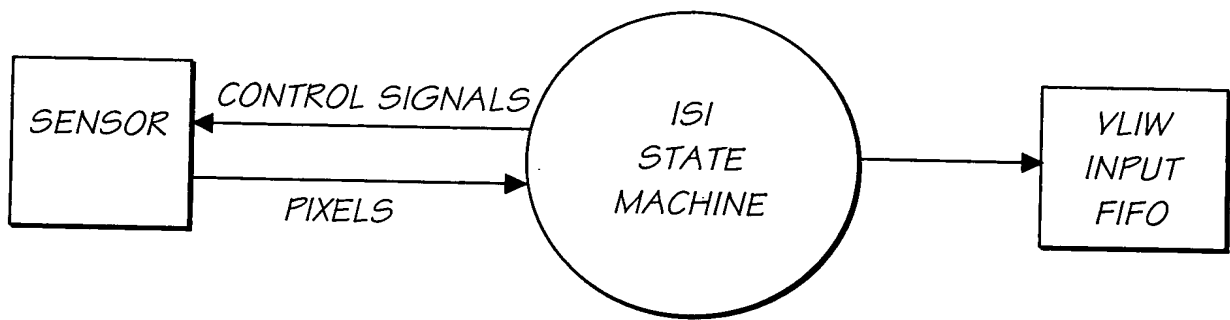 SENSOR
CONTROL SIGNALS
PIXELS
ISI
STATE
MACHINE
VLIW
INPUT
FIFO